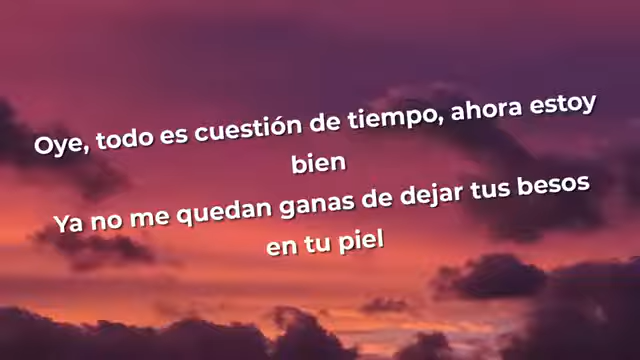 Oye, todo es cuestión de tiempo, ahora estoy
bien
Ya no me quedan ganas de dejar tus besos
en tu piel